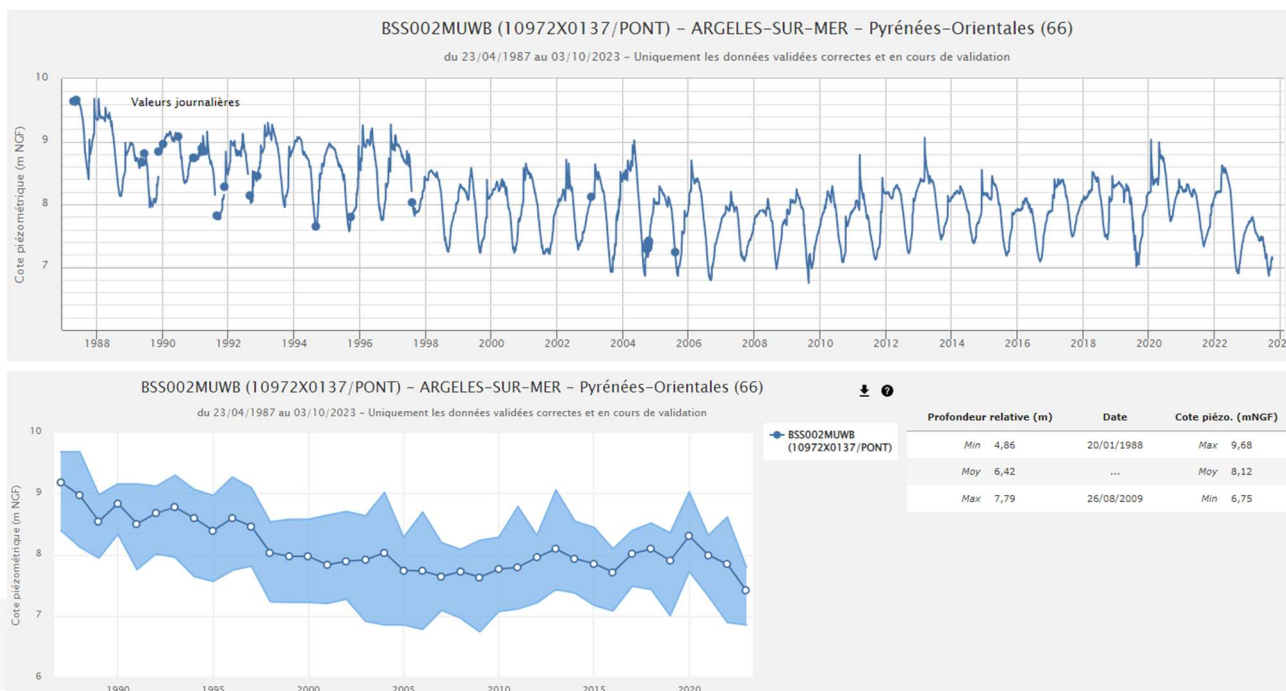 BSS002MUWB (10972X0137/PONT) – ARGELES-SUR-MER – Pyrénées-Orientales (66)
du 23/04/1987 au 03/10/2023 – Uniquement les données validées correctes et en cours de validation
Cote piézométrique (m NGF)
10
9
8
7
Valeurs journalières
1988 1990 1992 1994 1996 1998 2000 2002 2004 2006 2008 2010 2012 2014 2016 2018 2020 2022 202
BSS002MUWB (10972X0137/PONT) – ARGELES-SUR-MER – Pyrénées-Orientales (66)
du 23/04/1987 au 03/10/2023 – Uniquement les données validées correctes et en cours de validation
Cote piézométrique (m NGF)
10
9
8
7
6
1990 1995 2000 2005 2010 2015 2020
BSS002MUWB
(10972X0137/PONT)
Profondeur relative (m) Date Cote piézo. (mNGF)
Min 4,86 20/01/1988 Max 9,68
Moy 6,42 ... Moy 8,12
Max 7,79 26/08/2009 Min 6,75